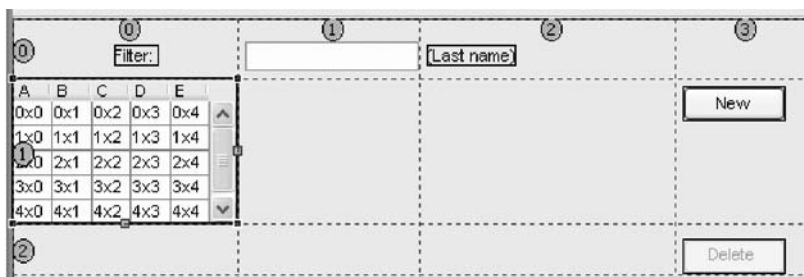 0 1 2 3
0 Filter: (Last name)
A B C D E
0x0 0x1 0x2 0x3 0x4
New
1x0 1x1 1x2 1x3 1x4
1 2x1 2x2 2x3 2x4
3x0 3x1 3x2 3x3 3x4
4x0 4x1 4x2 4x3 4x4
2 Delete